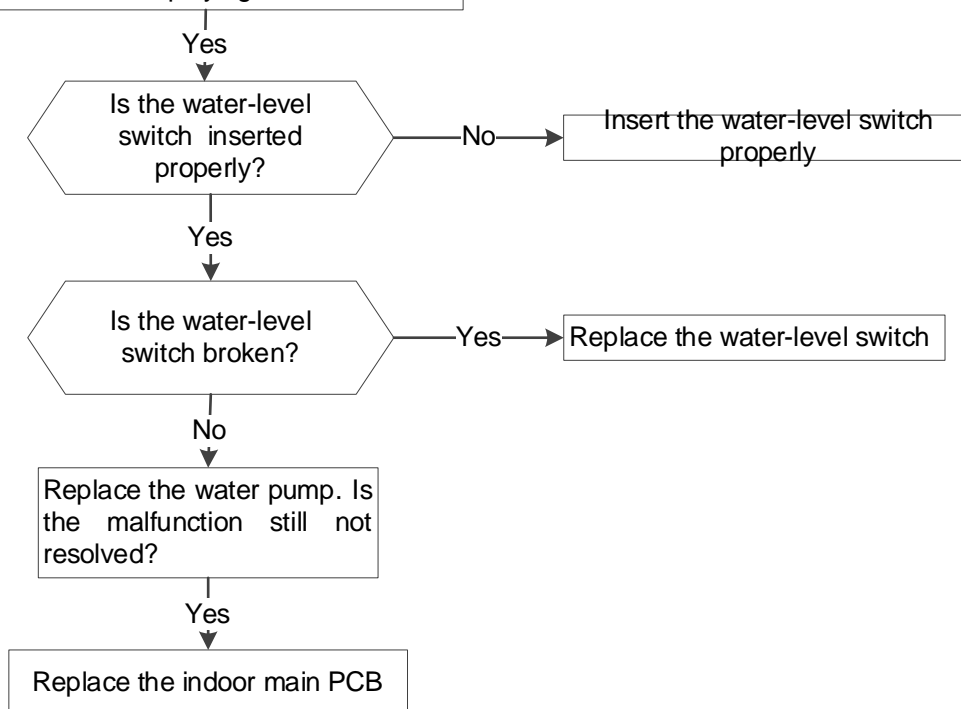 Yes
Is the water-level
switch inserted
properly?
No
Insert the water-level switch
properly
Yes
Is the water-level
switch broken?
Yes
Replace the water-level switch
No
Replace the water pump. Is
the malfunction still not
resolved?
Yes
Replace the indoor main PCB